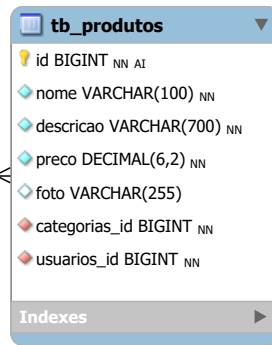 tb_produtos
id BIGINT NN AI
nome VARCHAR(100) NN
descricao VARCHAR(700) NN
preco DECIMAL(6,2) NN
foto VARCHAR(255)
categorias_id BIGINT NN
usuarios_id BIGINT NN
Indexes